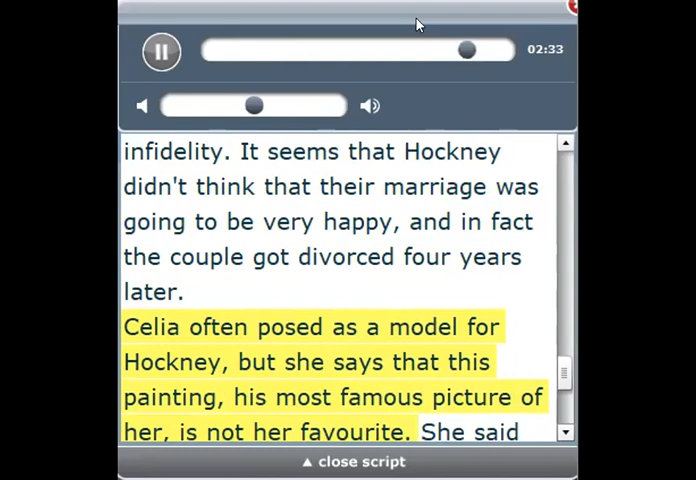 02:33
infidelity. It seems that Hockney
didn't think that their marriage was
going to be very happy, and in fact
the couple got divorced four years
later.
Celia often posed as a model for
Hockney, but she says that this
painting, his most famous picture of
her, is not her favourite. She said
▲ close script